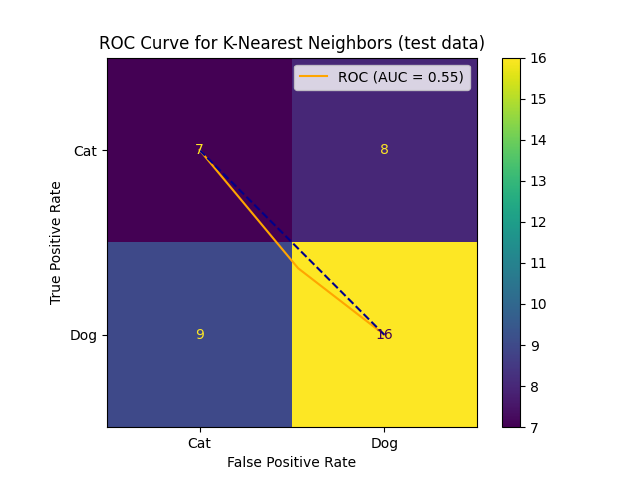 ROC Curve for K-Nearest Neighbors (test data)
ROC (AUC = 0.55)
True Positive Rate
Cat
Dog
7
8
9
16
Cat
Dog
False Positive Rate
16
15
14
13
12
11
10
9
8
7